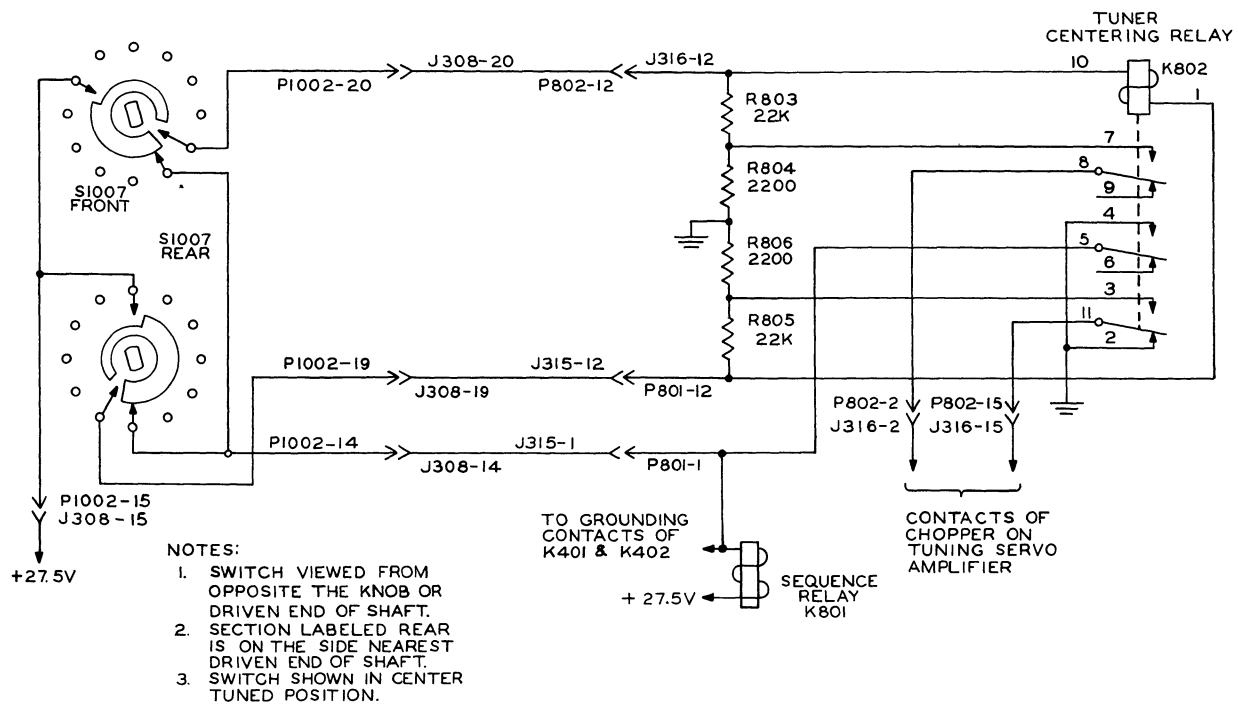 TUNER
CENTERING RELAY
J308-20
J316-12
10
K802
P1002-20
P802-12
1
R803
22K
7
8
R804
2200
9
S1007
FRONT
4
S1007
REAR
5
R806
2200
6
3
11
R805
22K
2
P1002-19
J315-12
J308-19
P801-12
P802-2
P802-15
J316-2
J316-15
P1002-14
J315-1
J308-14
P801-1
P1002-15
J308-15
+27.5V
TO GROUNDING
CONTACTS OF
K401 & K402
CONTACTS OF
CHOPPER ON
TUNING SERVO
AMPLIFIER
+ 27.5V
SEQUENCE
RELAY
K801
NOTES:
1. SWITCH VIEWED FROM
OPPOSITE THE KNOB OR
DRIVEN END OF SHAFT.
2. SECTION LABELED REAR
IS ON THE SIDE NEAREST
DRIVEN END OF SHAFT.
3. SWITCH SHOWN IN CENTER
TUNED POSITION.